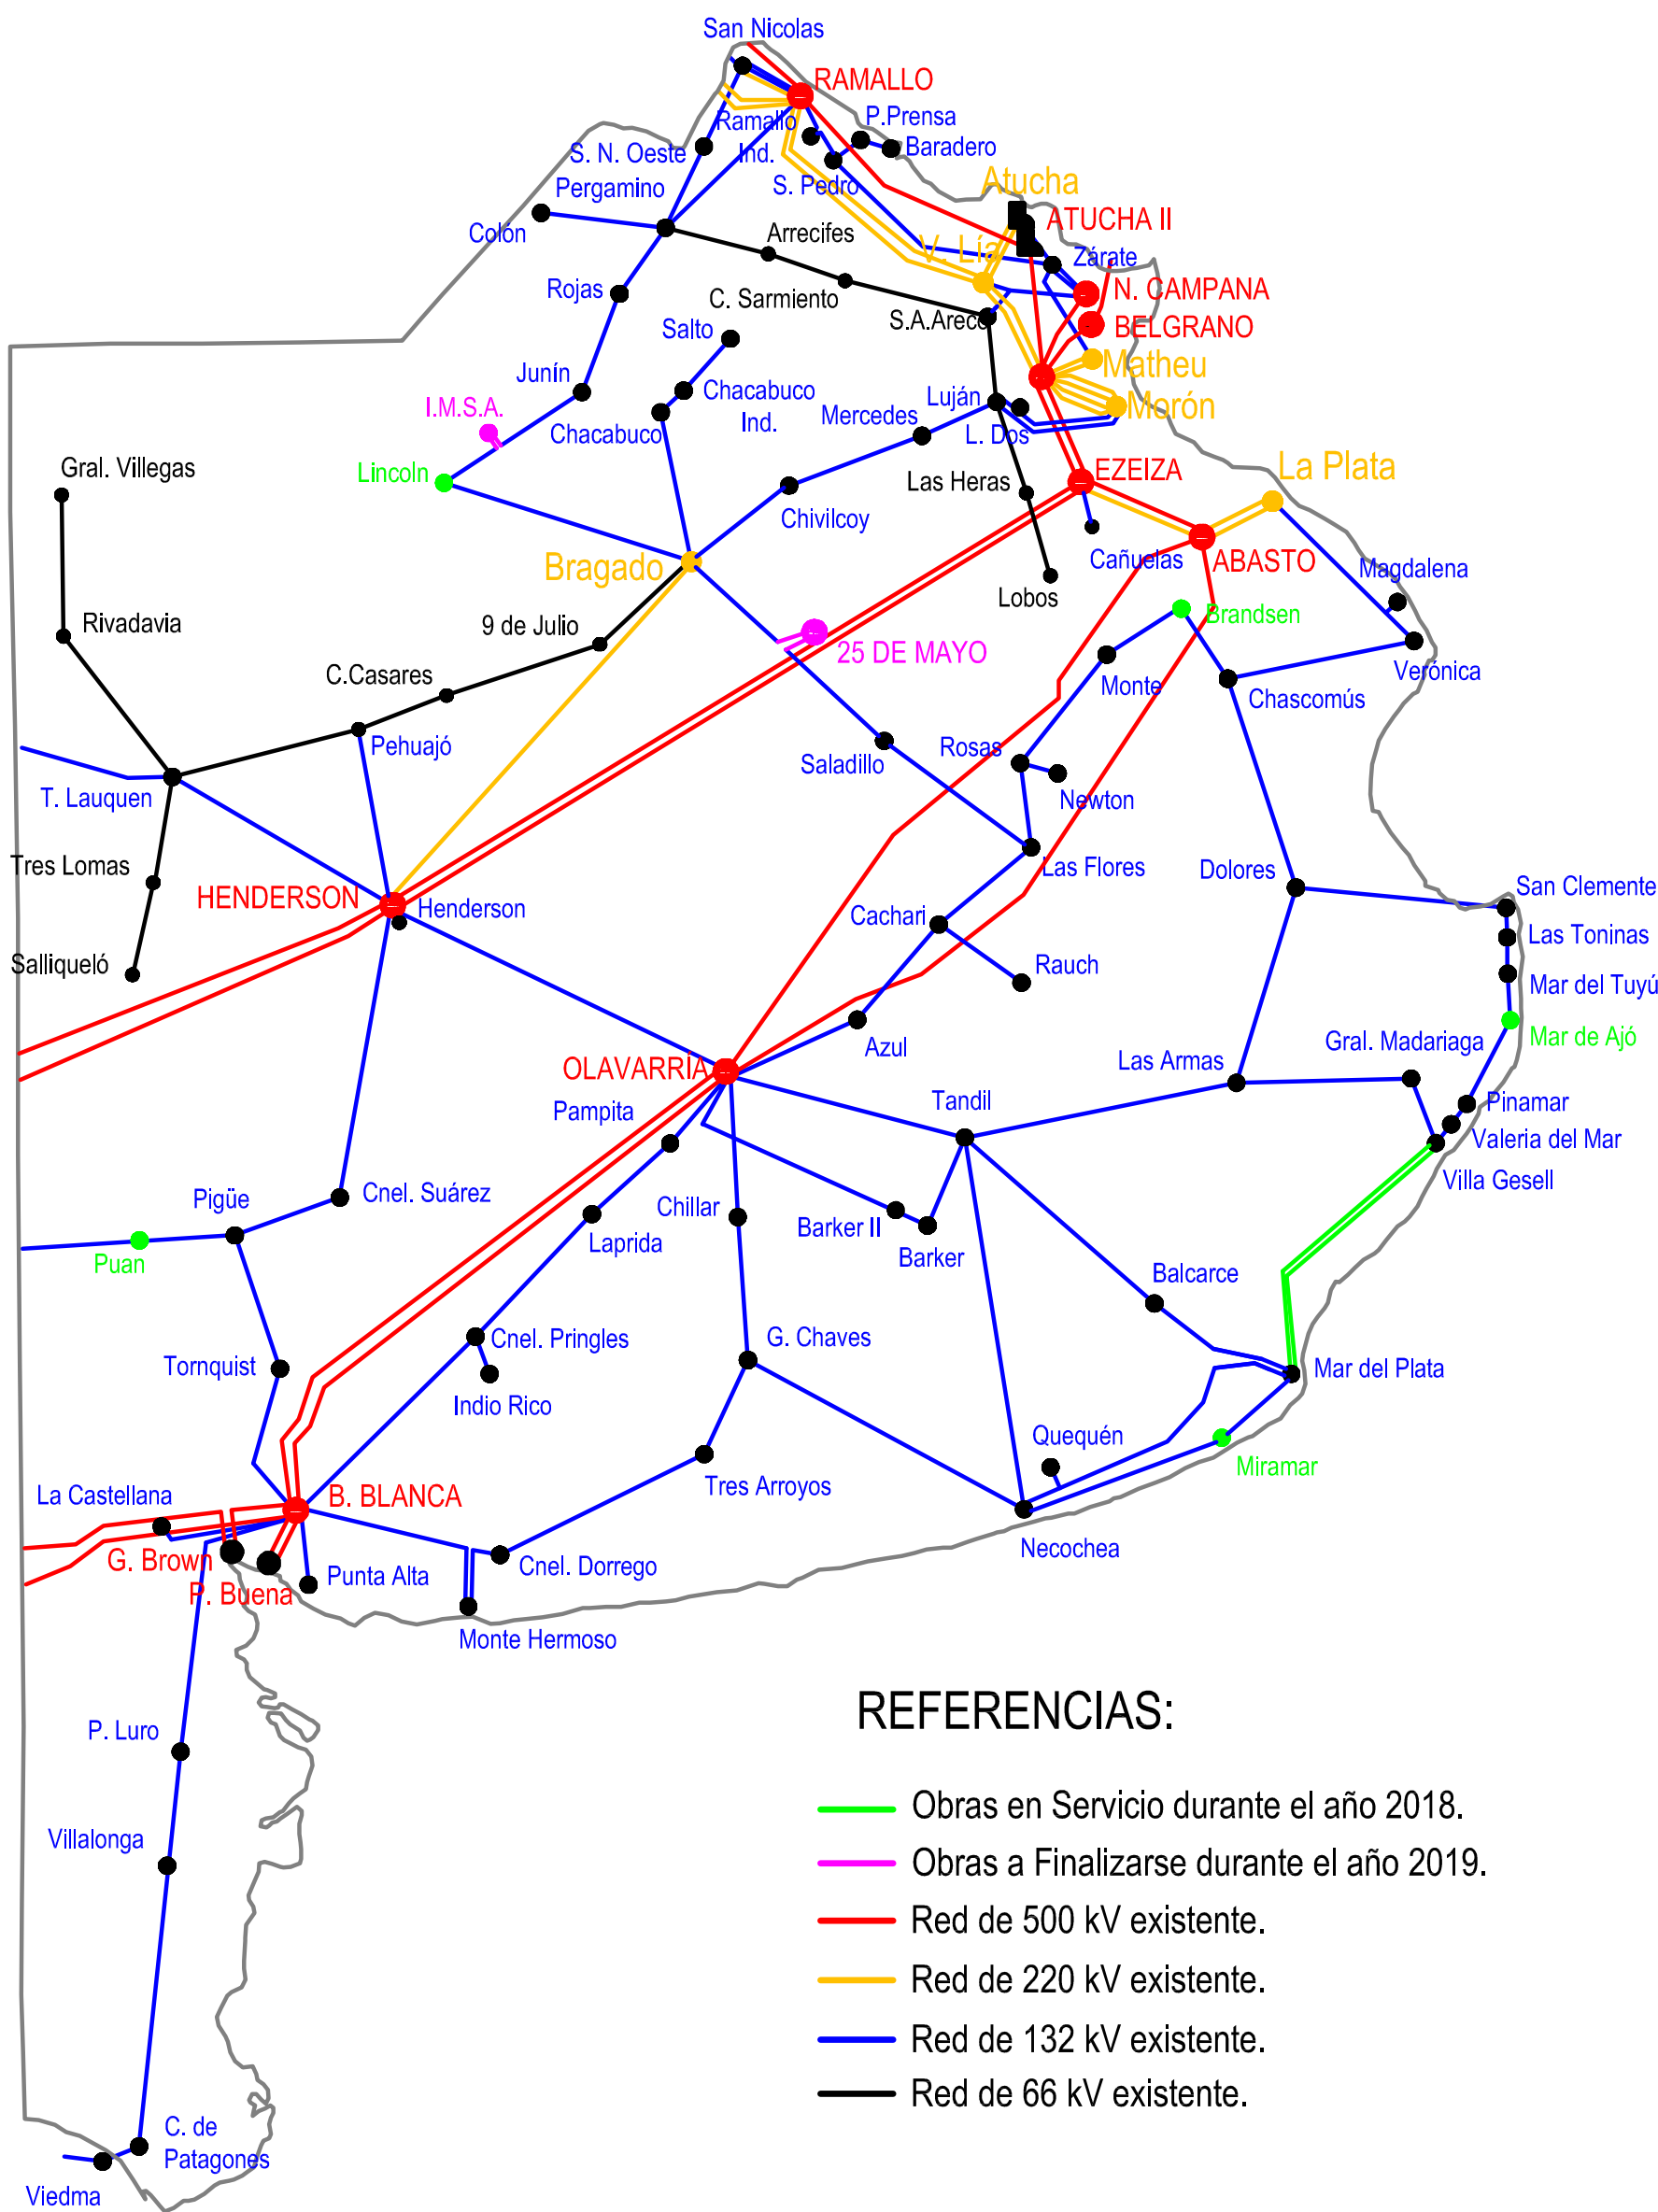 San Nicolas
RAMALLO
Ramallo
Ind.
P.Prensa
Baradero
S. N. Oeste
S. Pedro
Pergamino
Colón
Atucha
ATUCHA II
Arrecifes
V. Lía
Zárate
Rojas
C. Sarmiento
N. CAMPANA
S.A.Areco
BELGRANO
Salto
Matheu
Junín
Chacabuco
Ind.
Luján
Morón
I.M.S.A.
Chacabuco
Mercedes
L. Dos
Gral. Villegas
Lincoln
EZEIZA
La Plata
Las Heras
Chivilcoy
Cañuelas
ABASTO
Bragado
Magdalena
Lobos
Brandsen
Rivadavia
9 de Julio
25 DE MAYO
C.Casares
Monte
Verónica
Chascomús
Pehuajó
Rosas
Saladillo
T. Lauquen
Newton
Tres Lomas
Las Flores
Dolores
San Clemente
HENDERSON
Henderson
Cachari
Las Toninas
Salliqueló
Rauch
Mar del Tuyú
Azul
Gral. Madariaga
Mar de Ajó
OLAVARRÍA
Las Armas
Pampita
Tandil
Pinamar
Valeria del Mar
Villa Gesell
Pigüe
Cnel. Suárez
Chillar
Laprida
Barker II
Barker
Puan
Balcarce
Cnel. Pringles
G. Chaves
Tornquist
Mar del Plata
Indio Rico
Quequén
Miramar
La Castellana
B. BLANCA
Tres Arroyos
Necochea
G. Brown
Punta Alta
Cnel. Dorrego
P. Buena
Monte Hermoso
P. Luro
Villalonga
C. de
Patagones
Viedma
REFERENCIAS:
Obras en Servicio durante el año 2018.
Obras a Finalizarse durante el año 2019.
Red de 500 kV existente.
Red de 220 kV existente.
Red de 132 kV existente.
Red de 66 kV existente.